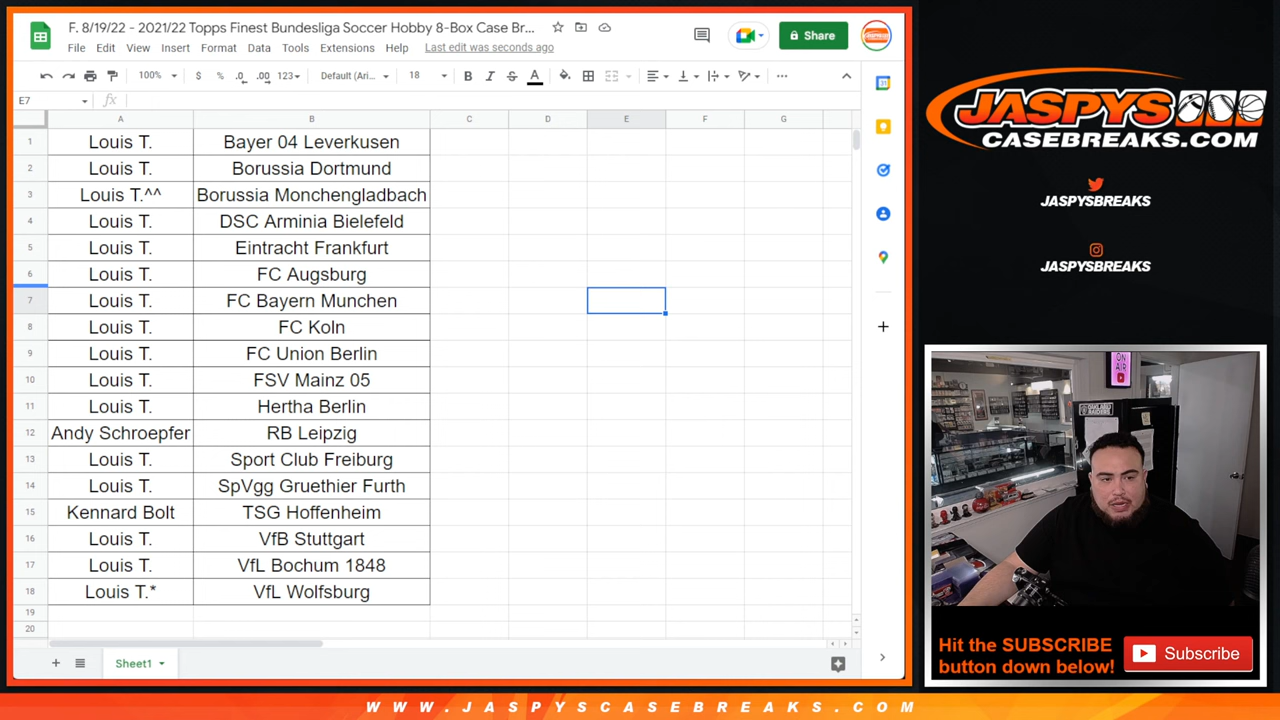 F. 8/19/22 - 2021/22 Topps Finest Bundesliga Soccer Hobby 8-Box Case Br...
File Edit View Insert Format Data Tools Extensions Help Last edit was seconds ago
Share
100% $ % .0 .00 123 Default (Ari... 18 B I S A
E7 fx
A B C D E F G
1 Louis T. Bayer 04 Leverkusen
2 Louis T. Borussia Dortmund
3 Louis T.^^ Borussia Monchengladbach
4 Louis T. DSC Arminia Bielefeld
5 Louis T. Eintracht Frankfurt
6 Louis T. FC Augsburg
7 Louis T. FC Bayern Munchen
8 Louis T. FC Koln
9 Louis T. FC Union Berlin
10 Louis T. FSV Mainz 05
11 Louis T. Hertha Berlin
12 Andy Schroepfer RB Leipzig
13 Louis T. Sport Club Freiburg
14 Louis T. SpVgg Gruethier Furth
15 Kennard Bolt TSG Hoffenheim
16 Louis T. VfB Stuttgart
17 Louis T. VfL Bochum 1848
18 Louis T.* VfL Wolfsburg
19
20
Sheet1
JASPYS
CASEBREAKS.COM
JASPYSBREAKS
JASPYSBREAKS
ON
AIR
Hit the SUBSCRIBE
button down below!
Subscribe
WWW.JASPYSCASEBREAKS.COM